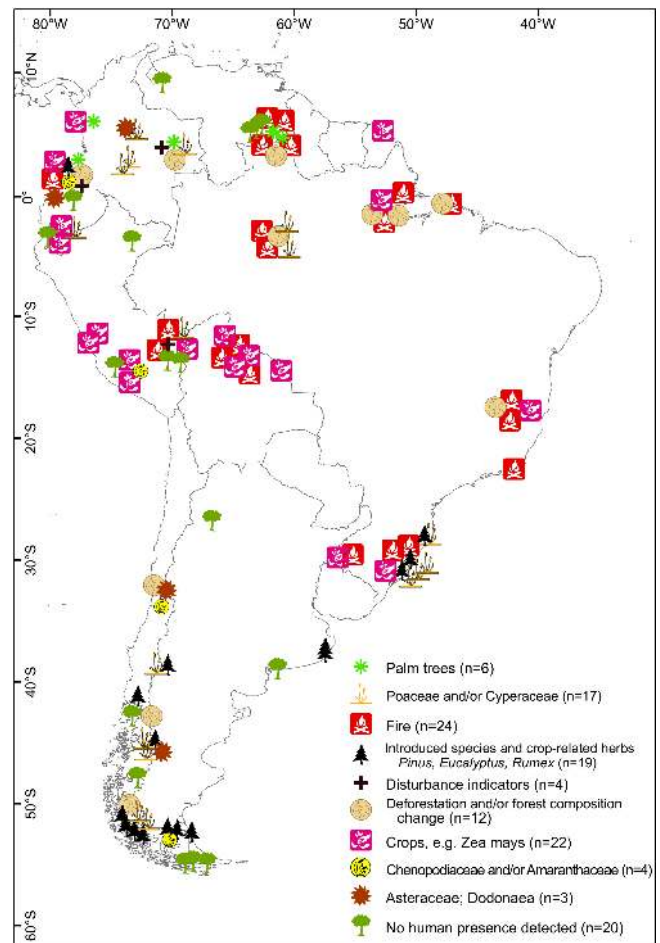 80°W 70°W 60°W 50°W 40°W
10°N
0°
10°S
20°S
30°S
40°S
50°S
60°S
Palm trees (n=6)
Poaceae and/or Cyperaceae (n=17)
Fire (n=24)
Introduced species and crop-related herbs
Pinus, Eucalyptus, Rumex (n=19)
Disturbance indicators (n=4)
Deforestation and/or forest composition
change (n=12)
Crops, e.g. Zea mays (n=22)
Chenopodiaceae and/or Amaranthaceae (n=4)
Asteraceae; Dodonaea (n=3)
No human presence detected (n=20)